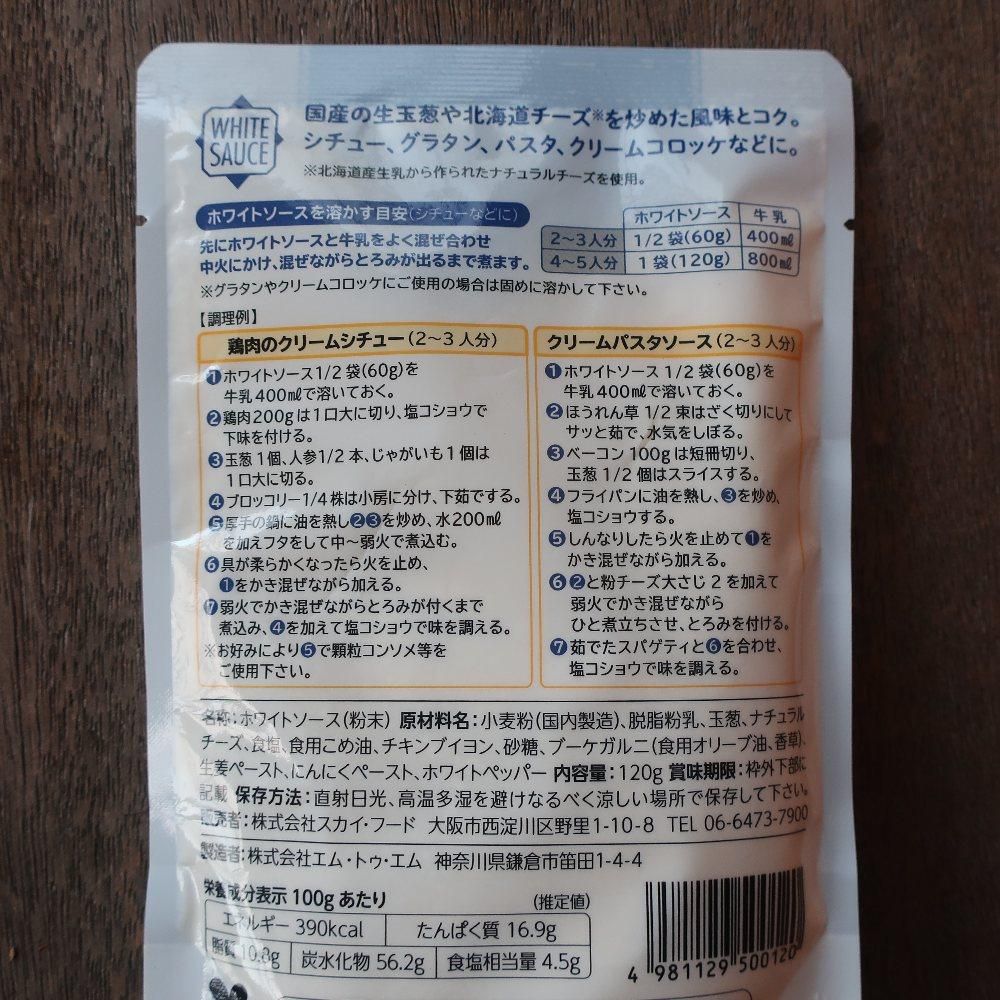 WHITE
SAUCE
国産の生玉葱や北海道チーズ※を炒めた風味とコク。
シチュー、グラタン、パスタ、クリームコロッケなどに。
※北海道産生乳から作られたナチュラルチーズを使用。
ホワイトソースを溶かす目安(シチューなどに)
先にホワイトソースと牛乳をよく混ぜ合わせ
中火にかけ、混ぜながらとろみが出るまで煮ます。
ホワイトソース 牛乳
2〜3人分 1/2袋(60g) 400㎖
4〜5人分 1袋(120g) 800㎖
※グラタンやクリームコロッケにご使用の場合は固めに溶かして下さい。
【調理例】
鶏肉のクリームシチュー(2〜3人分)
❶ホワイトソース1/2袋(60g)を
牛乳400㎖で溶いておく。
❷鶏肉200gは1口大に切り、塩コショウで
下味を付ける。
❸玉葱1個、人参1/2本、じゃがいも1個は
1口大に切る。
❹ブロッコリー1/4株は小房に分け、下茹でする。
❺厚手の鍋に油を熱し❷❸を炒め、水200㎖
を加えフタをして中〜弱火で煮込む。
❻具が柔らかくなったら火を止め、
❶をかき混ぜながら加える。
❼弱火でかき混ぜながらとろみが付くまで
煮込み、❹を加えて塩コショウで味を調える。
※お好みにより❺で顆粒コンソメ等を
ご使用下さい。
クリームパスタソース(2〜3人分)
❶ホワイトソース1/2袋(60g)を
牛乳400㎖で溶いておく。
❷ほうれん草1/2束はざく切りにして
サッと茹で、水気をしぼる。
❸ベーコン100gは短冊切り、
玉葱1/2個はスライスする。
❹フライパンに油を熱し、❸を炒め、
塩コショウする。
❺しんなりしたら火を止めて❶を
かき混ぜながら加える。
❻❷と粉チーズ大さじ2を加えて
弱火でかき混ぜながら
ひと煮立ちさせ、とろみを付ける。
❼茹でたスパゲティと❻を合わせ、
塩コショウで味を調える。
名称:ホワイトソース(粉末) 原材料名:小麦粉(国内製造)、脱脂粉乳、玉葱、ナチュラル
チーズ、食塩、食用こめ油、チキンブイヨン、砂糖、ブーケガルニ(食用オリーブ油、香草)、
生姜ペースト、にんにくペースト、ホワイトペッパー 内容量:120g 賞味期限:枠外下部に
記載 保存方法:直射日光、高温多湿を避けなるべく涼しい場所で保存して下さい。
販売者:株式会社スカイ・フード 大阪市西淀川区野里1-10-8 TEL 06-6473-7900
製造者:株式会社エム・トゥ・エム 神奈川県鎌倉市笛田1-4-4
栄養成分表示 100gあたり (推定値)
エネルギー 390kcal たんぱく質 16.9g
脂質 10.8g 炭水化物 56.2g 食塩相当量 4.5g
4 981129 500120